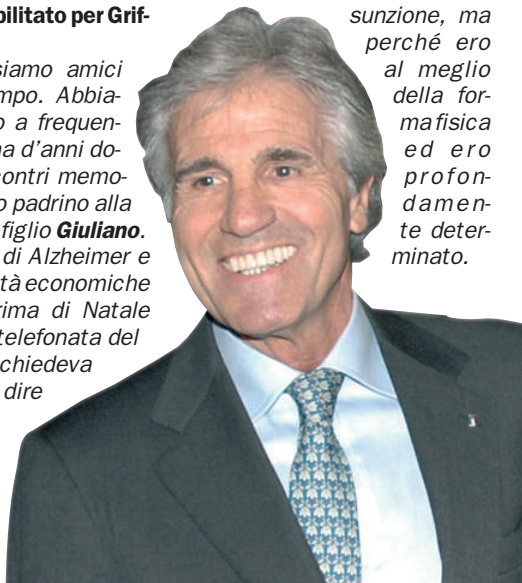 bilitato per Grif-
siamo amici
mpo. Abbia-
o a frequen-
na d'anni do-
contri memo-
o padrino alla
figlio Giuliano.
di Alzheimer e
tà economiche
rima di Natale
telefonata del
chiedeva
dire
sunzione, ma
perché ero
al meglio
della for-
ma fisica
ed ero
profon-
damen-
te deter-
minato.